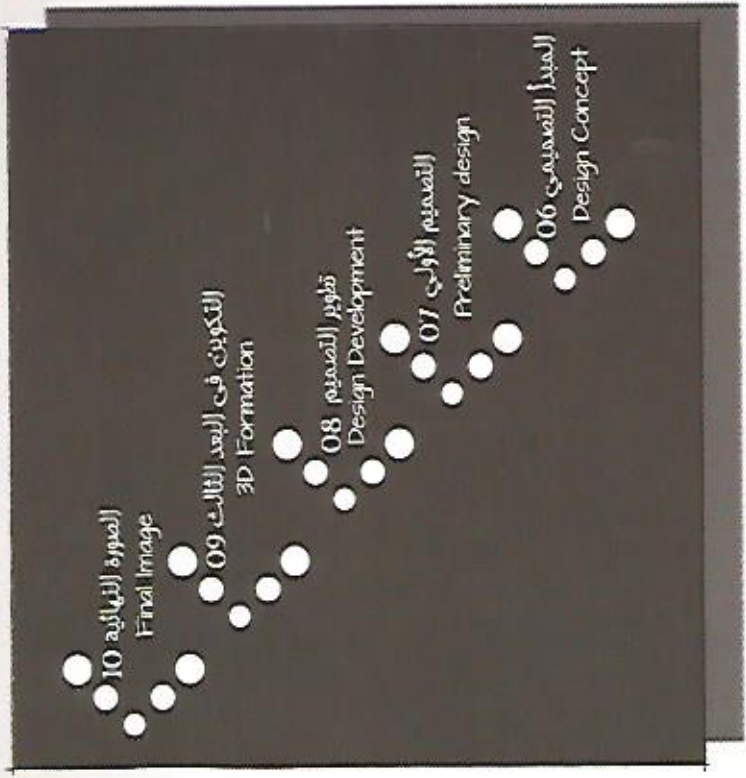 10 الصورة النهائية
Final Image
09 التكوين في البعد الثالث
3D Formation
08 تطوير التصميم
Design Development
07 التصميم الأولي
Preliminary design
06 المبدأ التصميمي
Design Concept